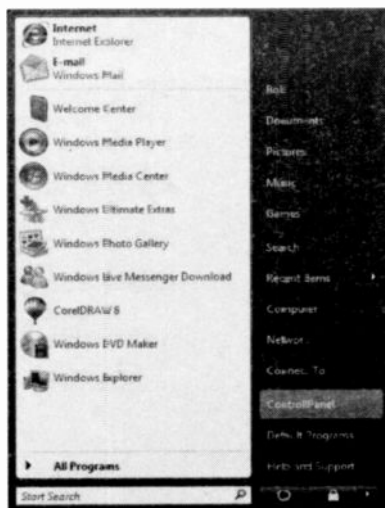 Internet
Internet Explorer
E-mail
Windows Mail
Welcome Center
Windows Media Player
Windows Media Center
Windows Ultimate Extras
Windows Photo Gallery
Windows Live Messenger Download
CorelDRAW 8
Windows DVD Maker
Windows Explorer
All Programs
Start Search
Documents
Pictures
Music
Games
Search
Recent Items
Computer
Network
Connect To
Control Panel
Default Programs
Help and Support